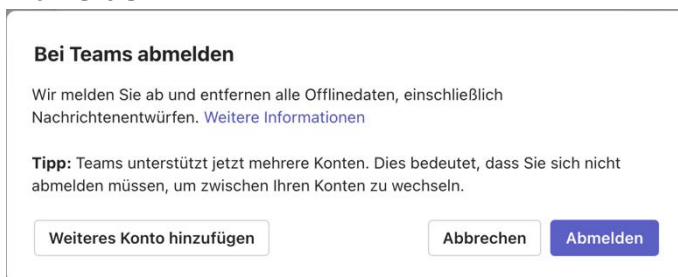 Bei Teams abmelden
Wir melden Sie ab und entfernen alle Offlinedaten, einschließlich
Nachrichtenentwürfen. Weitere Informationen
Tipp: Teams unterstützt jetzt mehrere Konten. Dies bedeutet, dass Sie sich nicht
abmelden müssen, um zwischen Ihren Konten zu wechseln.
Weiteres Konto hinzufügen Abbrechen Abmelden